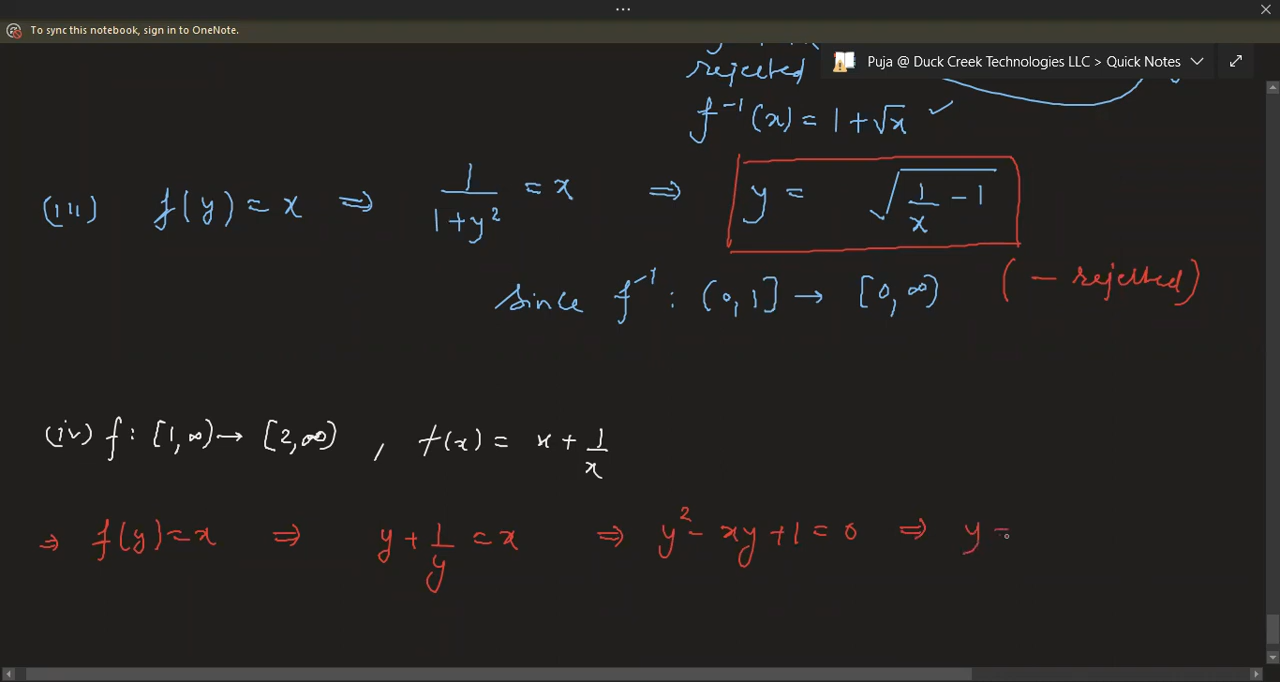 ...
To sync this notebook, sign in to OneNote.
Puja @ Duck Creek Technologies LLC > Quick Notes
rejected
f⁻¹(x) = 1 + √x ✓
(iii) f(y) = x ⇒ 1/(1+y²) = x ⇒ y = √(1/x − 1)
since f⁻¹ : (0, 1] → [0, ∞) (− rejected)
(iv) f : [1, ∞) → [2, ∞) , f(x) = x + 1/x
⇒ f(y) = x ⇒ y + 1/y = x ⇒ y² − xy + 1 = 0 ⇒ y =